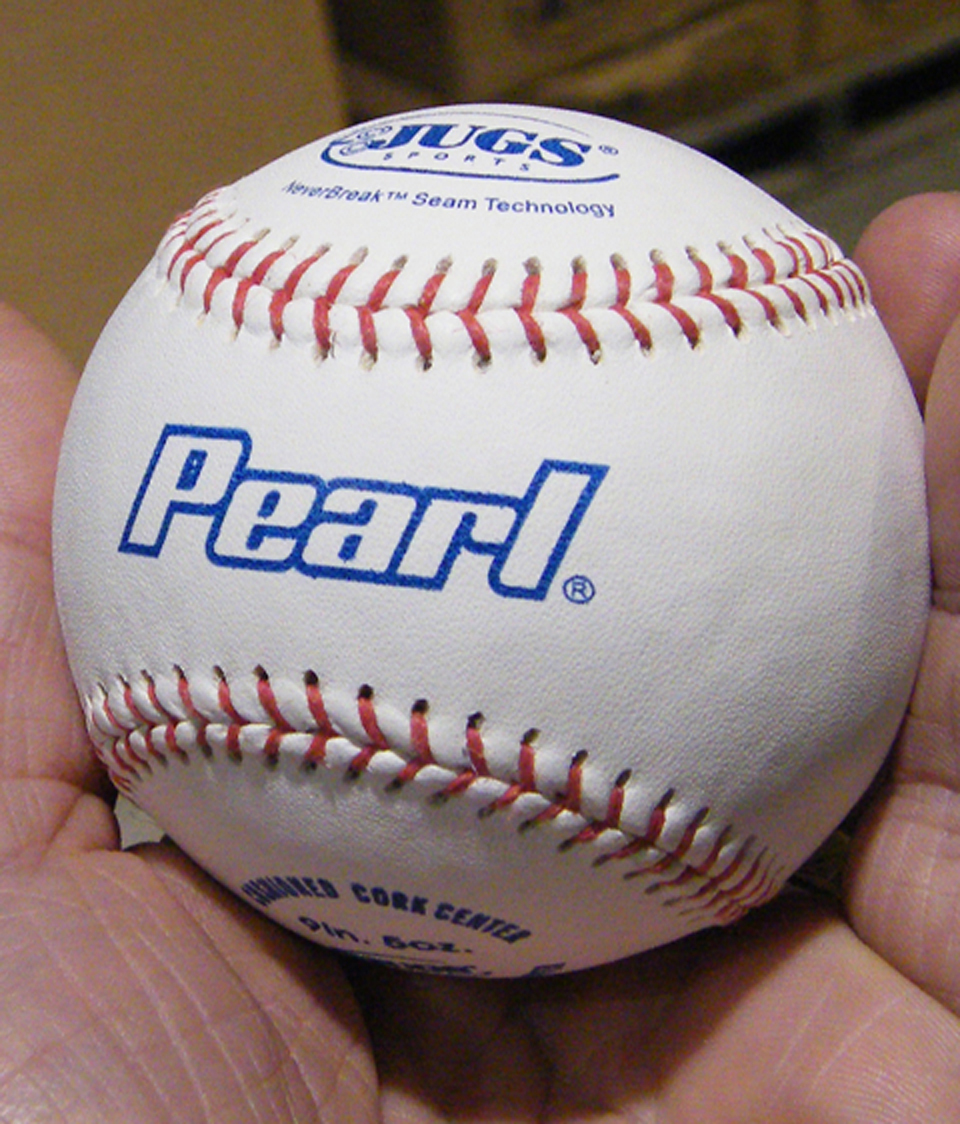 JUGS®
SPORTS
NeverBreak™ Seam Technology
Pearl®
CORK CENTER
9in. 5oz.